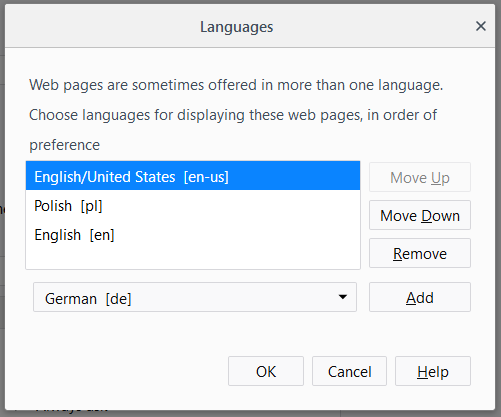 Languages
Web pages are sometimes offered in more than one language.
Choose languages for displaying these web pages, in order of
preference
English/United States [en-us]
Move Up
Polish [pl]
Move Down
English [en]
Remove
German [de]
Add
OK
Cancel
Help